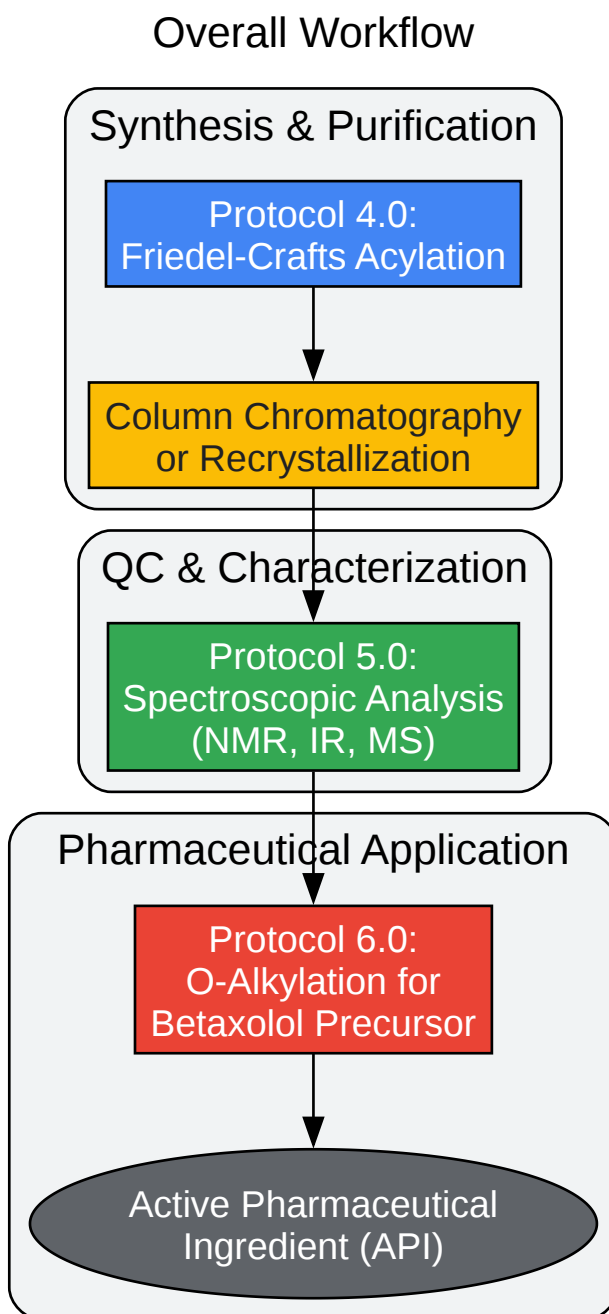 Overall Workflow
Synthesis & Purification
Protocol 4.0:
Friedel-Crafts Acylation
Column Chromatography
or Recrystallization
QC & Characterization
Protocol 5.0:
Spectroscopic Analysis
(NMR, IR, MS)
Pharmaceutical Application
Protocol 6.0:
O-Alkylation for
Betaxolol Precursor
Active Pharmaceutical
Ingredient (API)